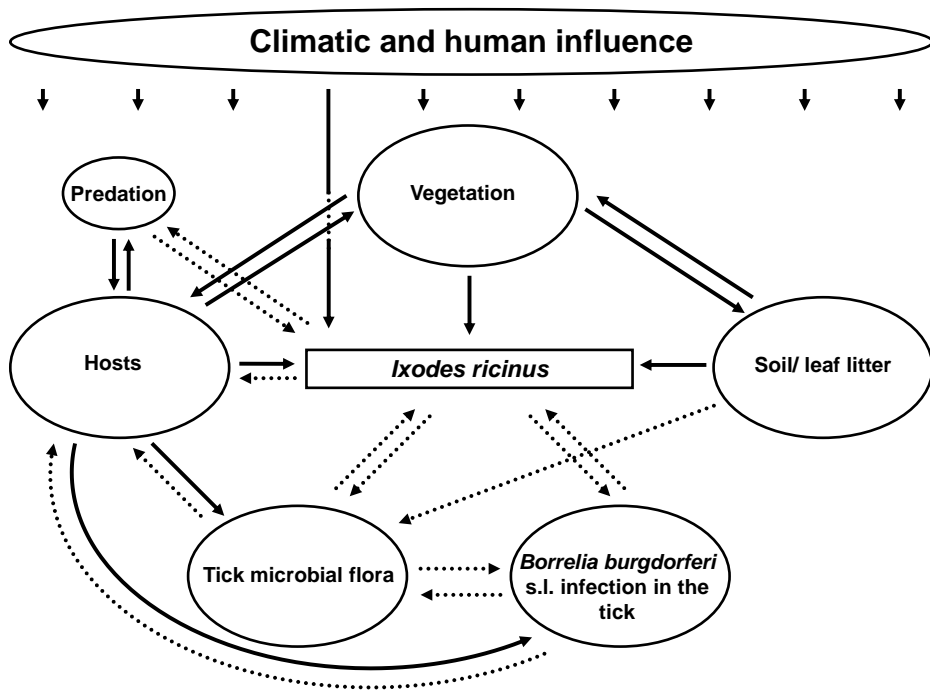 Climatic and human influence
Predation
Vegetation
Hosts
Ixodes ricinus
Soil/ leaf litter
Tick microbial flora
Borrelia burgdorferi
s.l. infection in the
tick